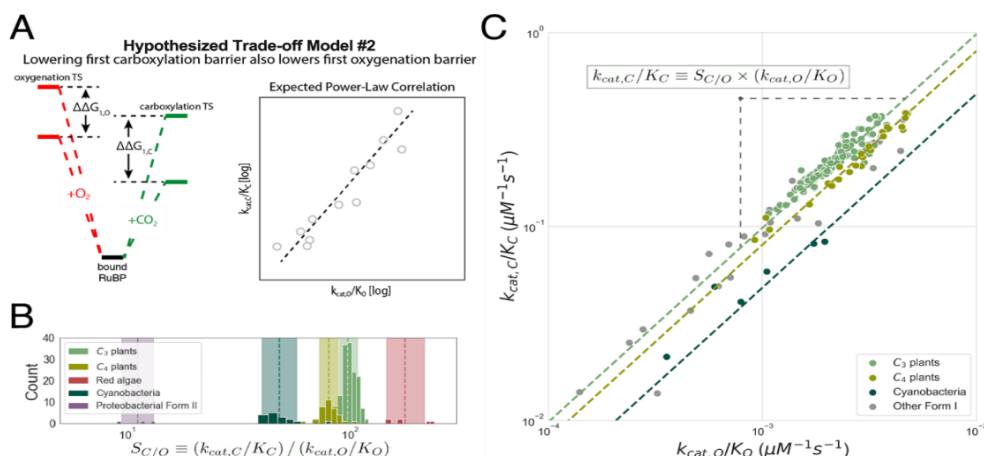 A
Hypothesized Trade-off Model #2
Lowering first carboxylation barrier also lowers first oxygenation barrier
oxygenation TS
ΔΔG1,O
carboxylation TS
ΔΔG1,C
+O2
+CO2
bound
RuBP
Expected Power-Law Correlation
kcat,C/KC [log]
kcat,O/KO [log]
B
Count
40
30
20
10
0
C3 plants
C4 plants
Red algae
Cyanobacteria
Proteobacterial Form II
10^1
10^2
SC/O ≡ (kcat,C/KC) / (kcat,O/KO)
C
kcat,C/KC ≡ SC/O × (kcat,O/KO)
kcat,C/KC (μM−1s−1)
10^0
10^−1
10^−2
C3 plants
C4 plants
Cyanobacteria
Other Form I
10^−4
10^−3
10^−2
kcat,O/KO (μM−1s−1)